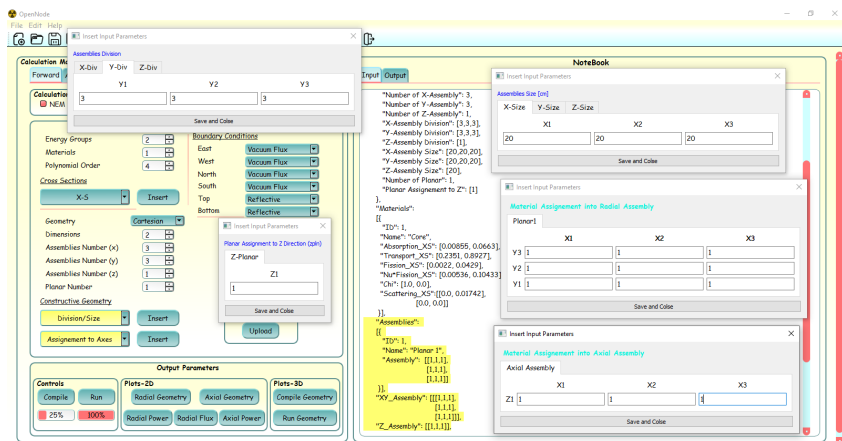 OpenNode
File Edit Help
Calculation Mo
Forward
Calculation
NEM
Insert Input Parameters
Assemblies Division
X-Div Y-Div Z-Div
Y1 Y2 Y3
3 3 3
Save and Colse
Energy Groups 2
Materials 1
Polynomial Order 4
Cross Sections
X-S Insert
Geometry Cartesian
Dimensions 2
Assemblies Number (x) 3
Assemblies Number (y) 3
Assemblies Number (z) 1
Planar Number 1
Constructive Geometry
Division/Size Insert
Assignement to Axes Insert
Boundary Conditions
East Vacuum Flux
West Vacuum Flux
North Vacuum Flux
South Vacuum Flux
Top Reflective
Bottom Reflective
Insert Input Parameters
Planar Assignement to Z Direction (zpln)
Z-Planar
Z1
1
Save and Colse
Upload
Output Parameters
Controls
Compile Run
25% 100%
Plots-2D
Radial Geometry Axial Geometry
Radial Power Radial Flux Axial Power
Plots-3D
Compile Geometry
Run Geometry
NoteBook
Input Output
"Number of X-Assembly": 3,
"Number of Y-Assembly": 3,
"Number of Z-Assembly": 1,
"X-Assembly Division": [3,3,3],
"Y-Assembly Division": [3,3,3],
"Z-Assembly Division": [1],
"X-Assembly Size": [20,20,20],
"Y-Assembly Size": [20,20,20],
"Z-Assembly Size": [20],
"Number of Planar": 1,
"Planar Assignement to Z": [1]
},
"Materials":
[{
"Id": 1,
"Name": "Core",
"Absorption_XS": [0.00855, 0.0663],
"Transport_XS": [0.2351, 0.8927],
"Fission_XS": [0.0022, 0.0429],
"Nu*Fission_XS": [0.00536, 0.10433]
"Chi": [1.0, 0.0],
"Scattering_XS":[[0.0, 0.01742],
[0.0, 0.0]]
}],
"Assemblies":
[{
"ID": 1,
"Name": "Planar 1",
"Assembly": [[1,1,1],
[1,1,1],
[1,1,1]]
}],
"XY_Assembly": [[[1,1,1],
[1,1,1],
[1,1,1]]],
"Z_Assembly": [[1,1,1]],
Insert Input Parameters
Assemblies Size [cm]
X-Size Y-Size Z-Size
X1 X2 X3
20 20 20
Save and Colse
Insert Input Parameters
Material Assignement into Radial Assembly
Planar1
X1 X2 X3
Y3 1 1 1
Y2 1 1 1
Y1 1 1 1
Save and Colse
Insert Input Parameters
Material Assignement into Axial Assembly
Axial Assembly
X1 X2 X3
Z1 1 1 1
Save and Colse